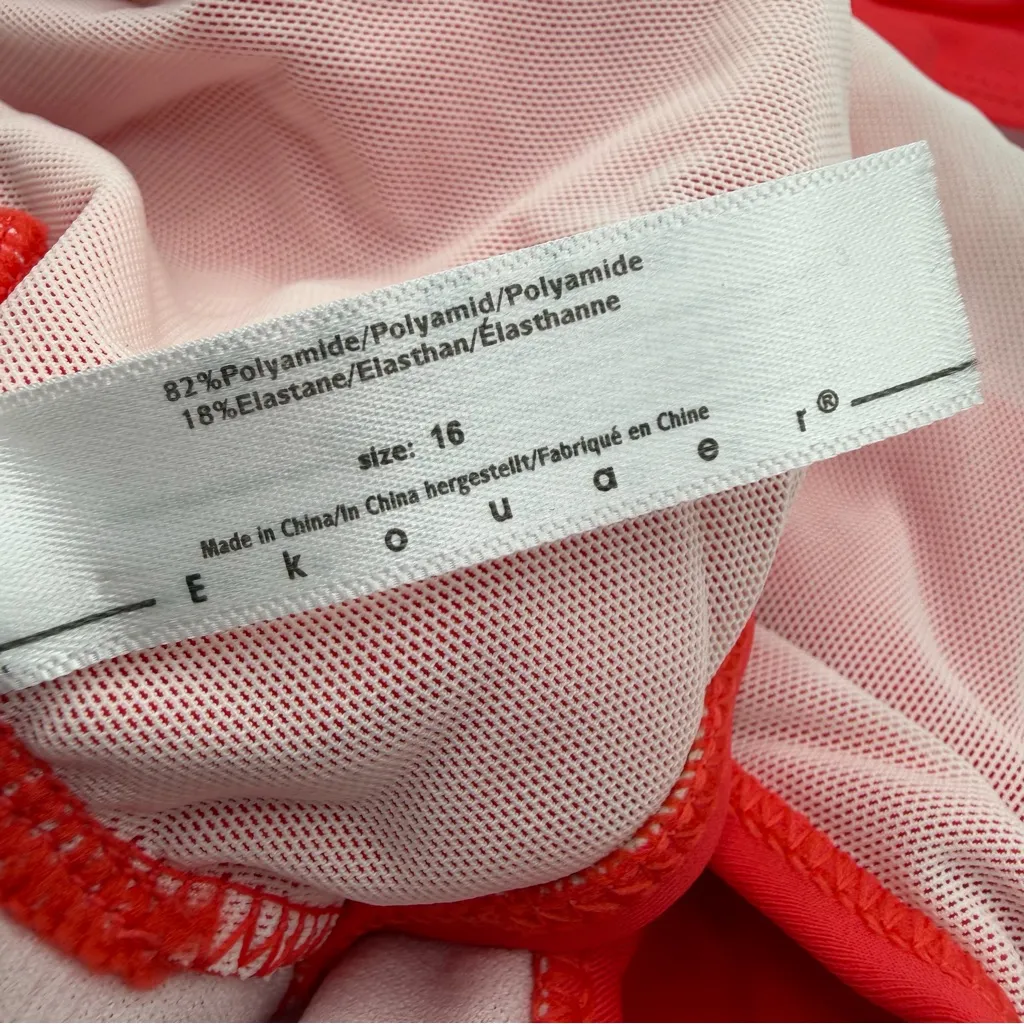 82%Polyamide/Polyamid/Polyamide
18%Elastane/Elasthan/Élasthanne
size: 16
Made in China/In China hergestellt/Fabriqué en Chine
E k o u a e r®